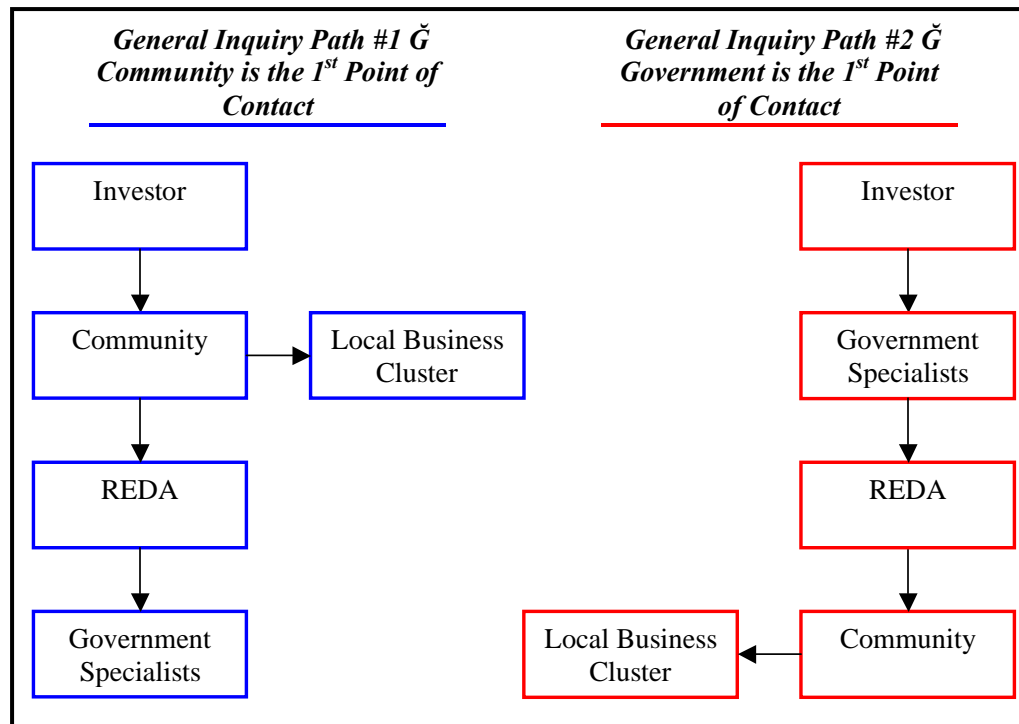 General Inquiry Path #1 Ğ
Community is the 1st Point of
Contact
General Inquiry Path #2 Ğ
Government is the 1st Point
of Contact
Investor
Community
Local Business
Cluster
REDA
Government
Specialists
Investor
Government
Specialists
REDA
Community
Local Business
Cluster